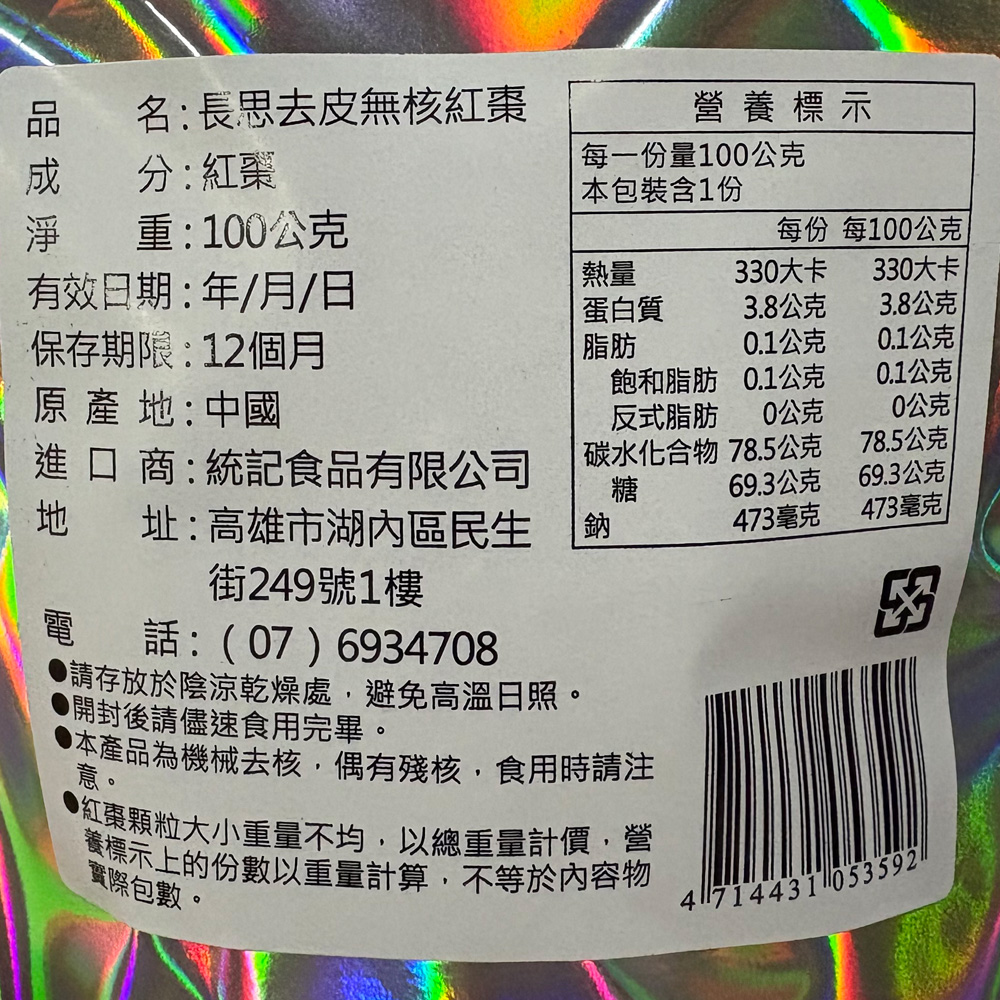 品名:長思去皮無核紅棗
成分:紅棗
淨重:100公克
有效日期:年/月/日
保存期限:12個月
原產地:中國
進口商:統記食品有限公司
地址:高雄市湖內區民生
街249號1樓
電話:(07)6934708
●請存放於陰涼乾燥處,避免高溫日照。
●開封後請儘速食用完畢。
●本產品為機械去核,偶有殘核,食用時請注
意。
●紅棗顆粒大小重量不均,以總重量計價,營
養標示上的份數以重量計算,不等於內容物
實際包數。
營養標示
每一份量100公克
本包裝含1份
每份 每100公克
熱量 330大卡 330大卡
蛋白質 3.8公克 3.8公克
脂肪 0.1公克 0.1公克
飽和脂肪 0.1公克 0.1公克
反式脂肪 0公克 0公克
碳水化合物 78.5公克 78.5公克
糖 69.3公克 69.3公克
鈉 473毫克 473毫克
4 714431 053592